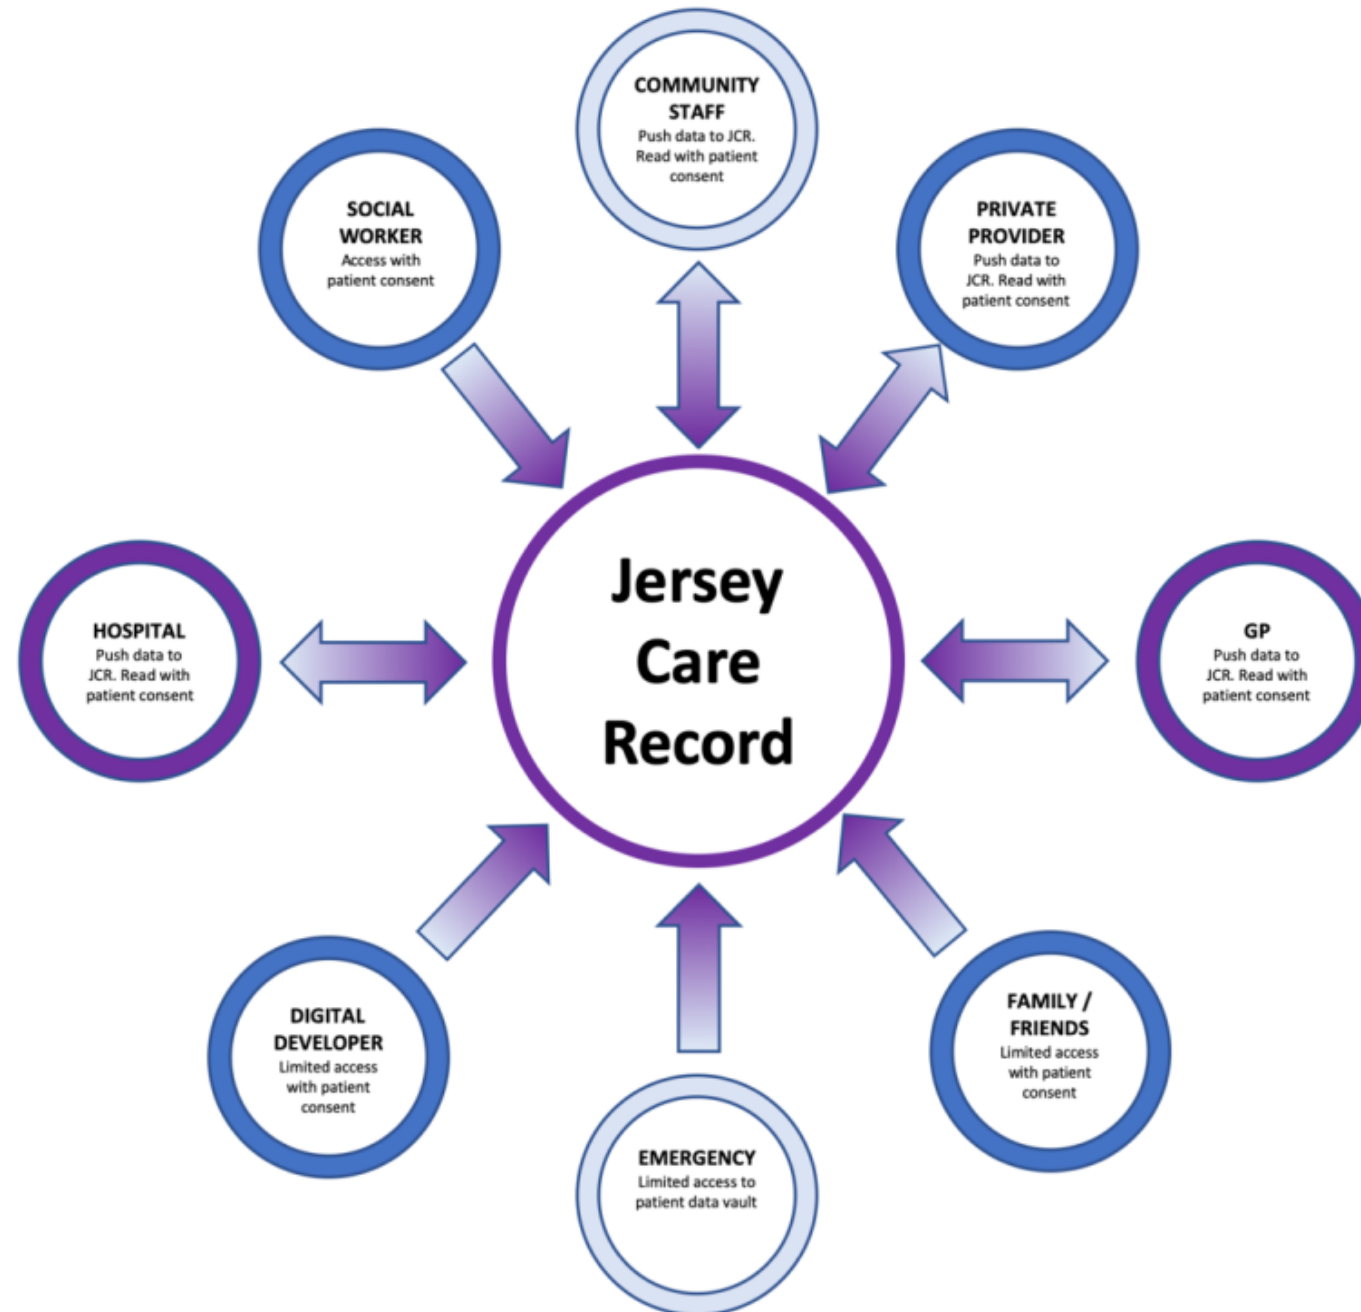 COMMUNITY
STAFF
Push data to JCR.
Read with patient
consent
SOCIAL
WORKER
Access with
patient consent
PRIVATE
PROVIDER
Push data to
JCR. Read with
patient consent
HOSPITAL
Push data to
JCR. Read with
patient consent
Jersey
Care
Record
GP
Push data to
JCR. Read with
patient consent
DIGITAL
DEVELOPER
Limited access
with patient
consent
FAMILY /
FRIENDS
Limited access
with patient
consent
EMERGENCY
Limited access to
patient data vault